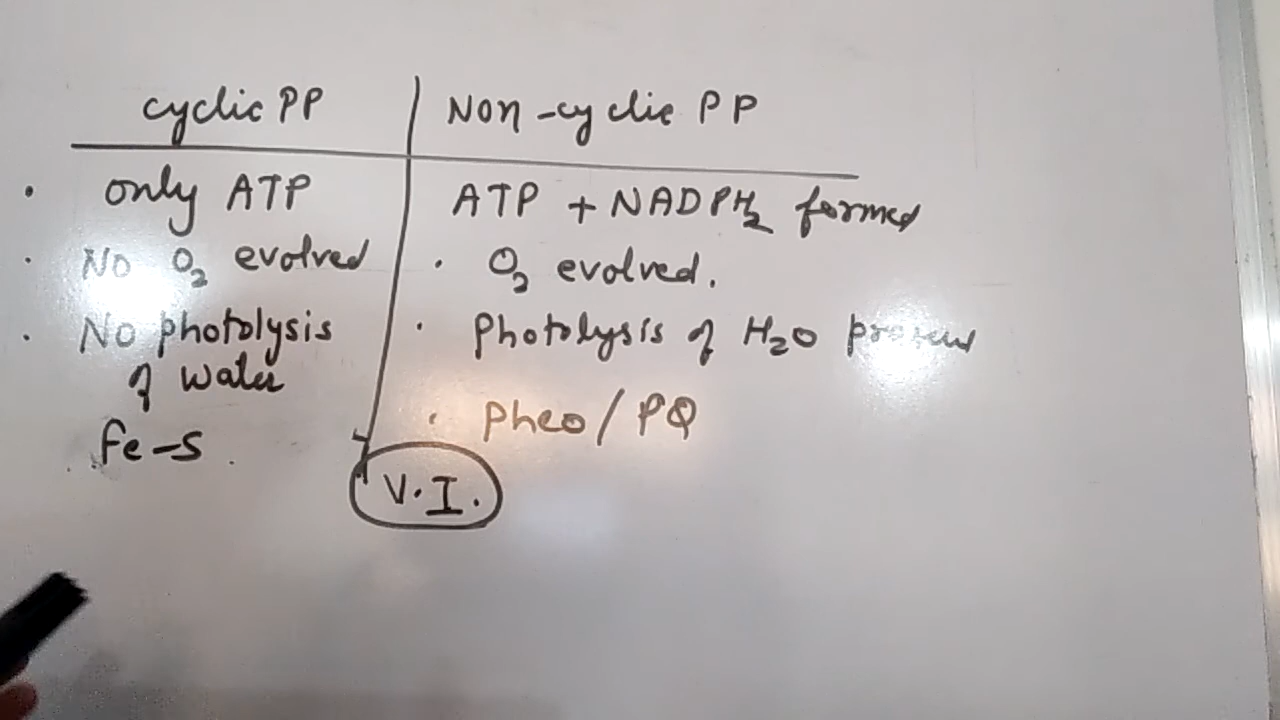 cyclic PP
Non-cyclic PP
• only ATP
ATP + NADPH2 formed
• No O2 evolved
• O2 evolved.
• No photolysis
of water
• Photolysis of H2O present
• Fe-S.
• Pheo/PQ
V.I.